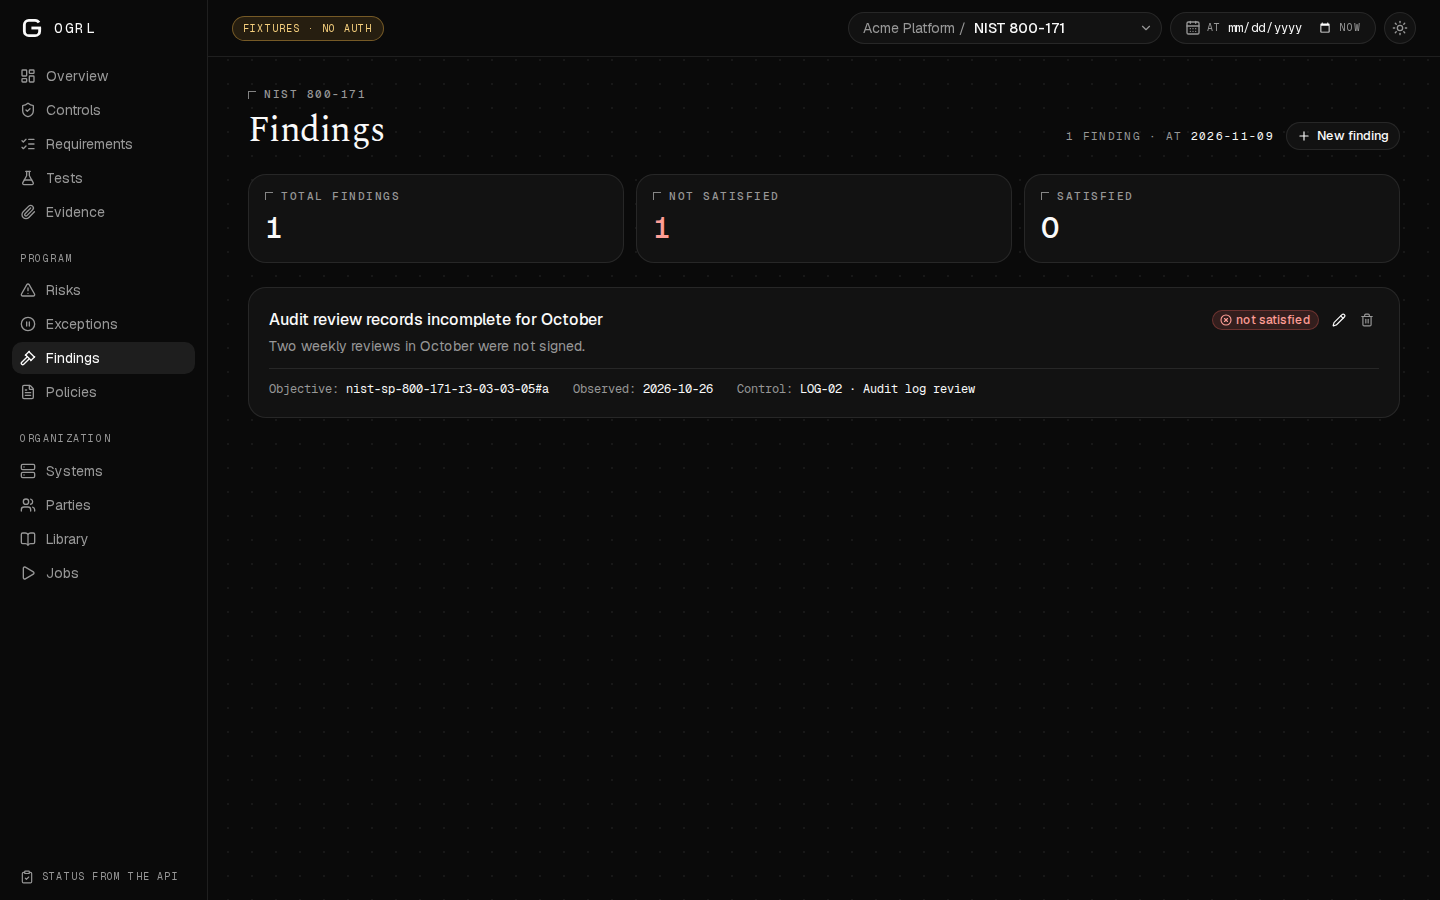 OGRL
FIXTURES · NO AUTH
Acme Platform / NIST 800-171
AT mm/dd/yyyy NOW
Overview
Controls
Requirements
Tests
Evidence
PROGRAM
Risks
Exceptions
Findings
Policies
ORGANIZATION
Systems
Parties
Library
Jobs
STATUS FROM THE API
NIST 800-171
Findings
1 FINDING · AT 2026-11-09
New finding
TOTAL FINDINGS
1
NOT SATISFIED
1
SATISFIED
0
Audit review records incomplete for October
not satisfied
Two weekly reviews in October were not signed.
Objective: nist-sp-800-171-r3-03-03-05#a Observed: 2026-10-26 Control: LOG-02 · Audit log review